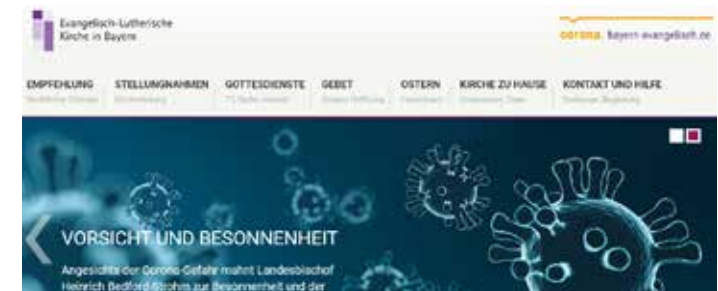 Evangelisch-Lutherische
Kirche in Bayern
corona. bayern-evangelisch.de
EMPFEHLUNG STELLUNGNAHMEN GOTTESDIENSTE GEBET OSTERN KIRCHE ZU HAUSE KONTAKT UND HILFE
VORSICHT UND BESONNENHEIT
Angesichts der Corona-Gefahr mahnt Landesbischof
Heinrich Bedford-Strohm zur Besonnenheit und der